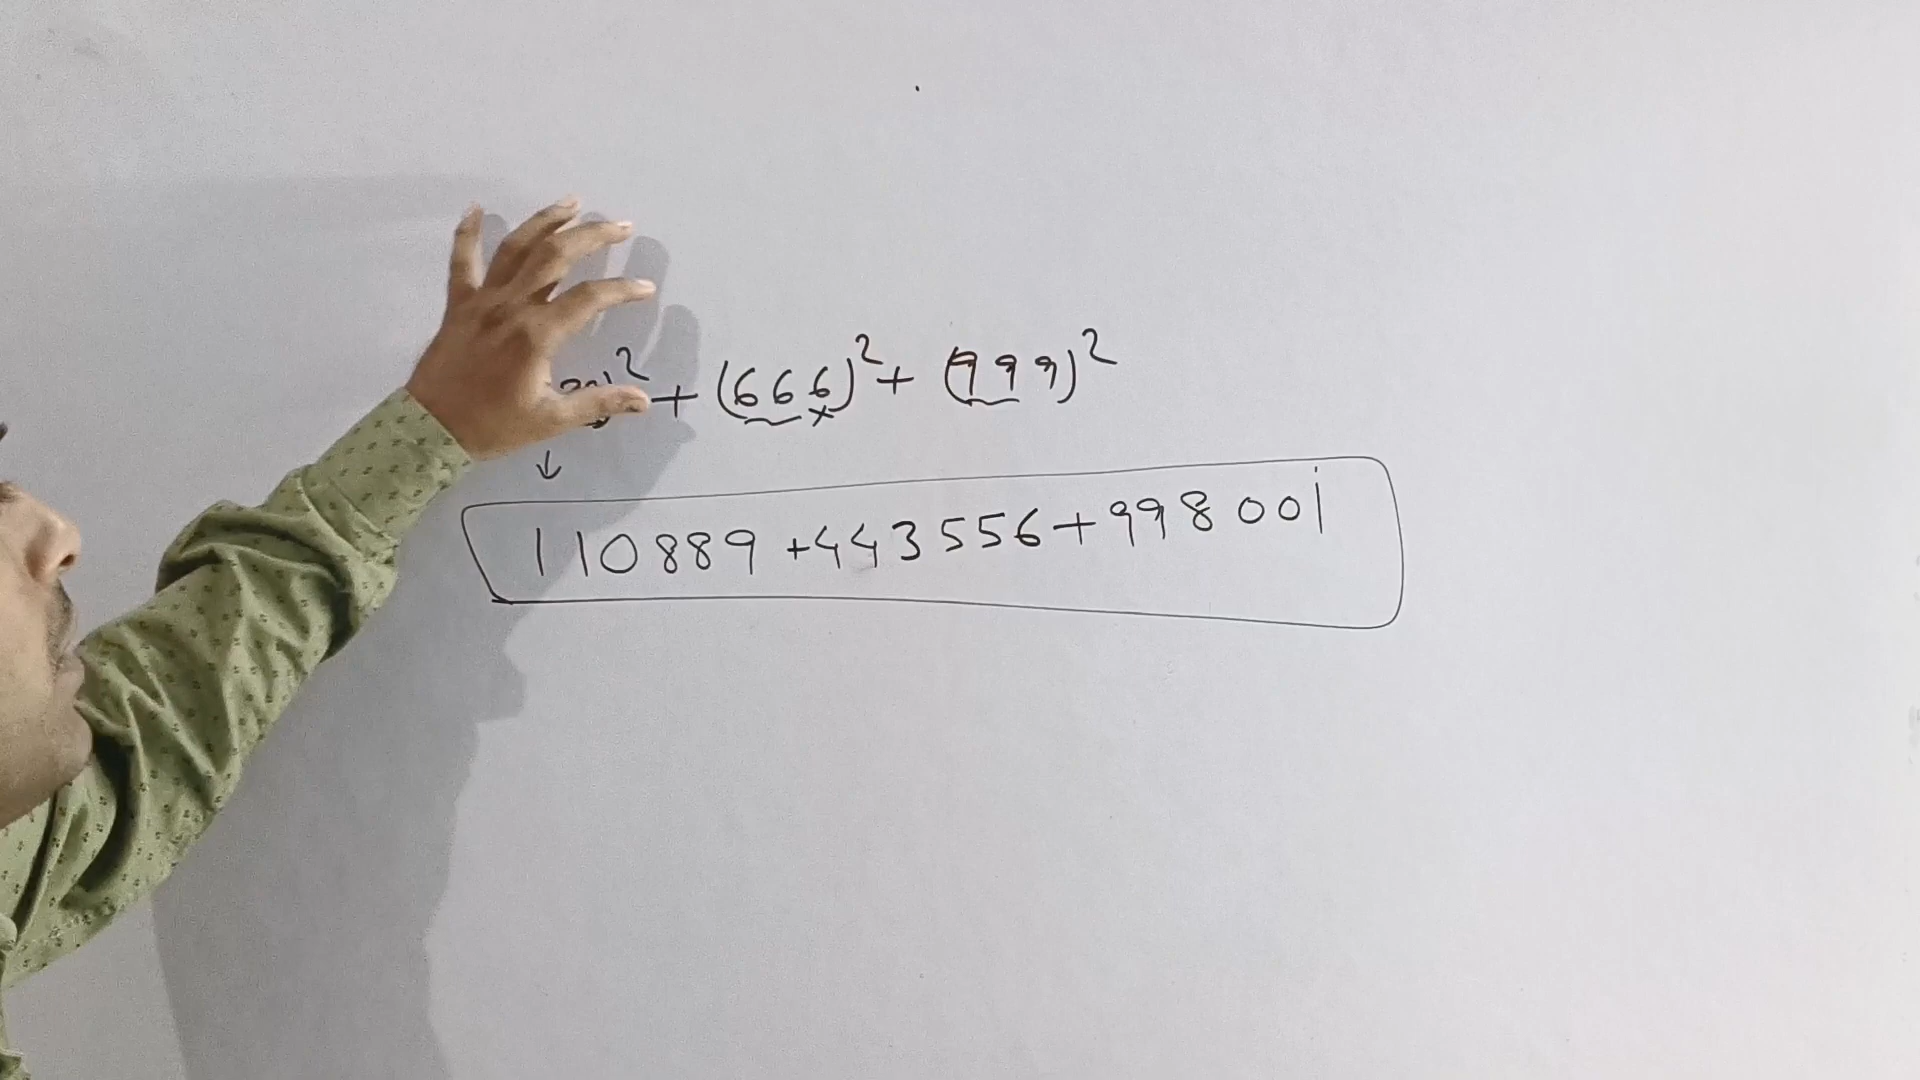 )² + (666)² + (999)²
110889 + 443556 + 998001